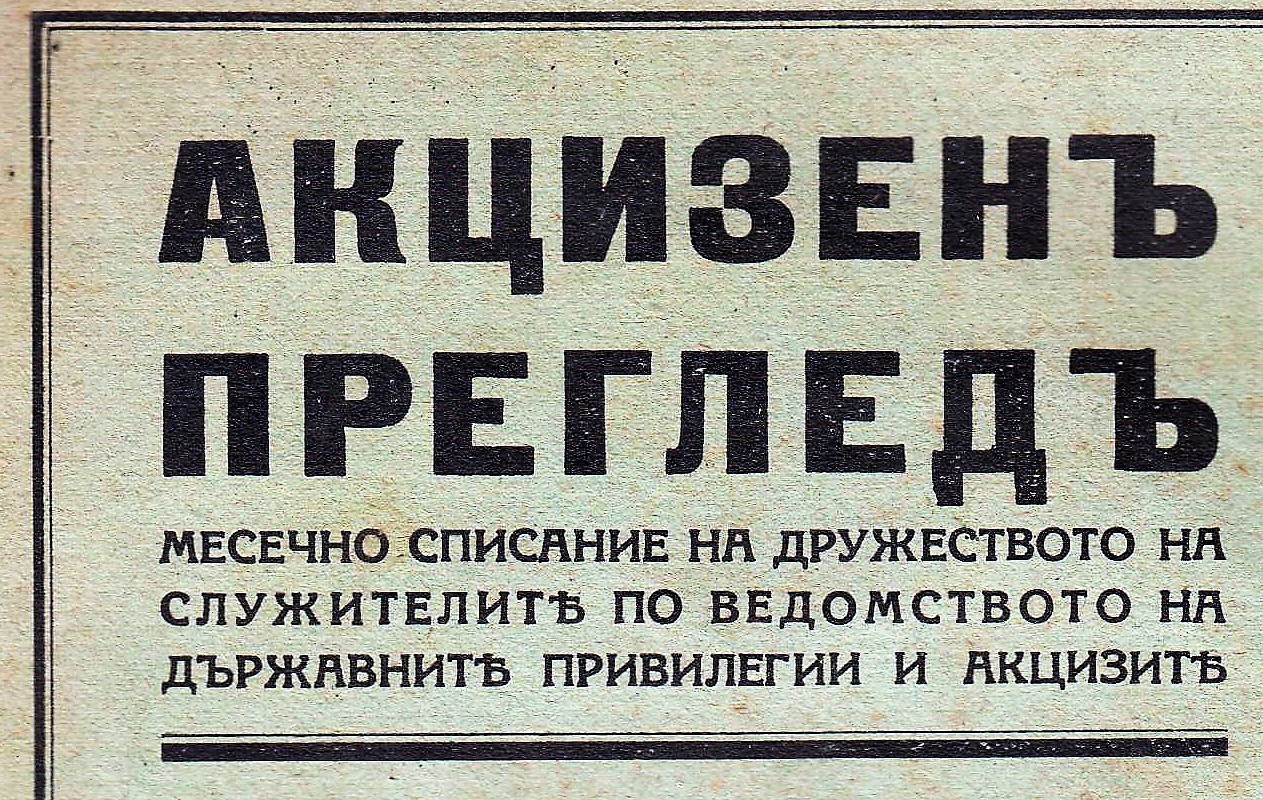 АКЦИЗЕНЪ
ПРЕГЛЕДЪ
МЕСЕЧНО СПИСАНИЕ НА ДРУЖЕСТВОТО НА
СЛУЖИТЕЛИТѢ ПО ВЕДОМСТВОТО НА
ДЪРЖАВНИТѢ ПРИВИЛЕГИИ И АКЦИЗИТѢ